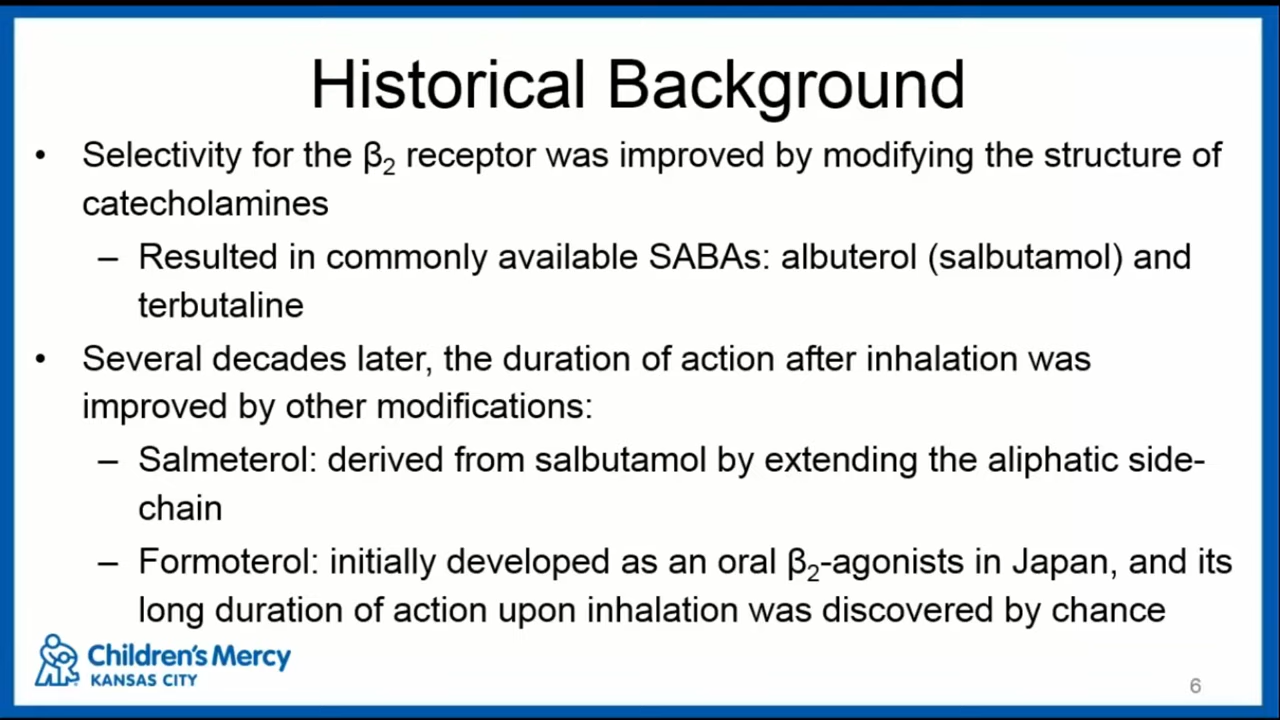 Historical Background
• Selectivity for the β₂ receptor was improved by modifying the structure of
catecholamines
– Resulted in commonly available SABAs: albuterol (salbutamol) and
terbutaline
• Several decades later, the duration of action after inhalation was
improved by other modifications:
– Salmeterol: derived from salbutamol by extending the aliphatic side-
chain
– Formoterol: initially developed as an oral β₂-agonists in Japan, and its
long duration of action upon inhalation was discovered by chance
Children's Mercy
KANSAS CITY
6